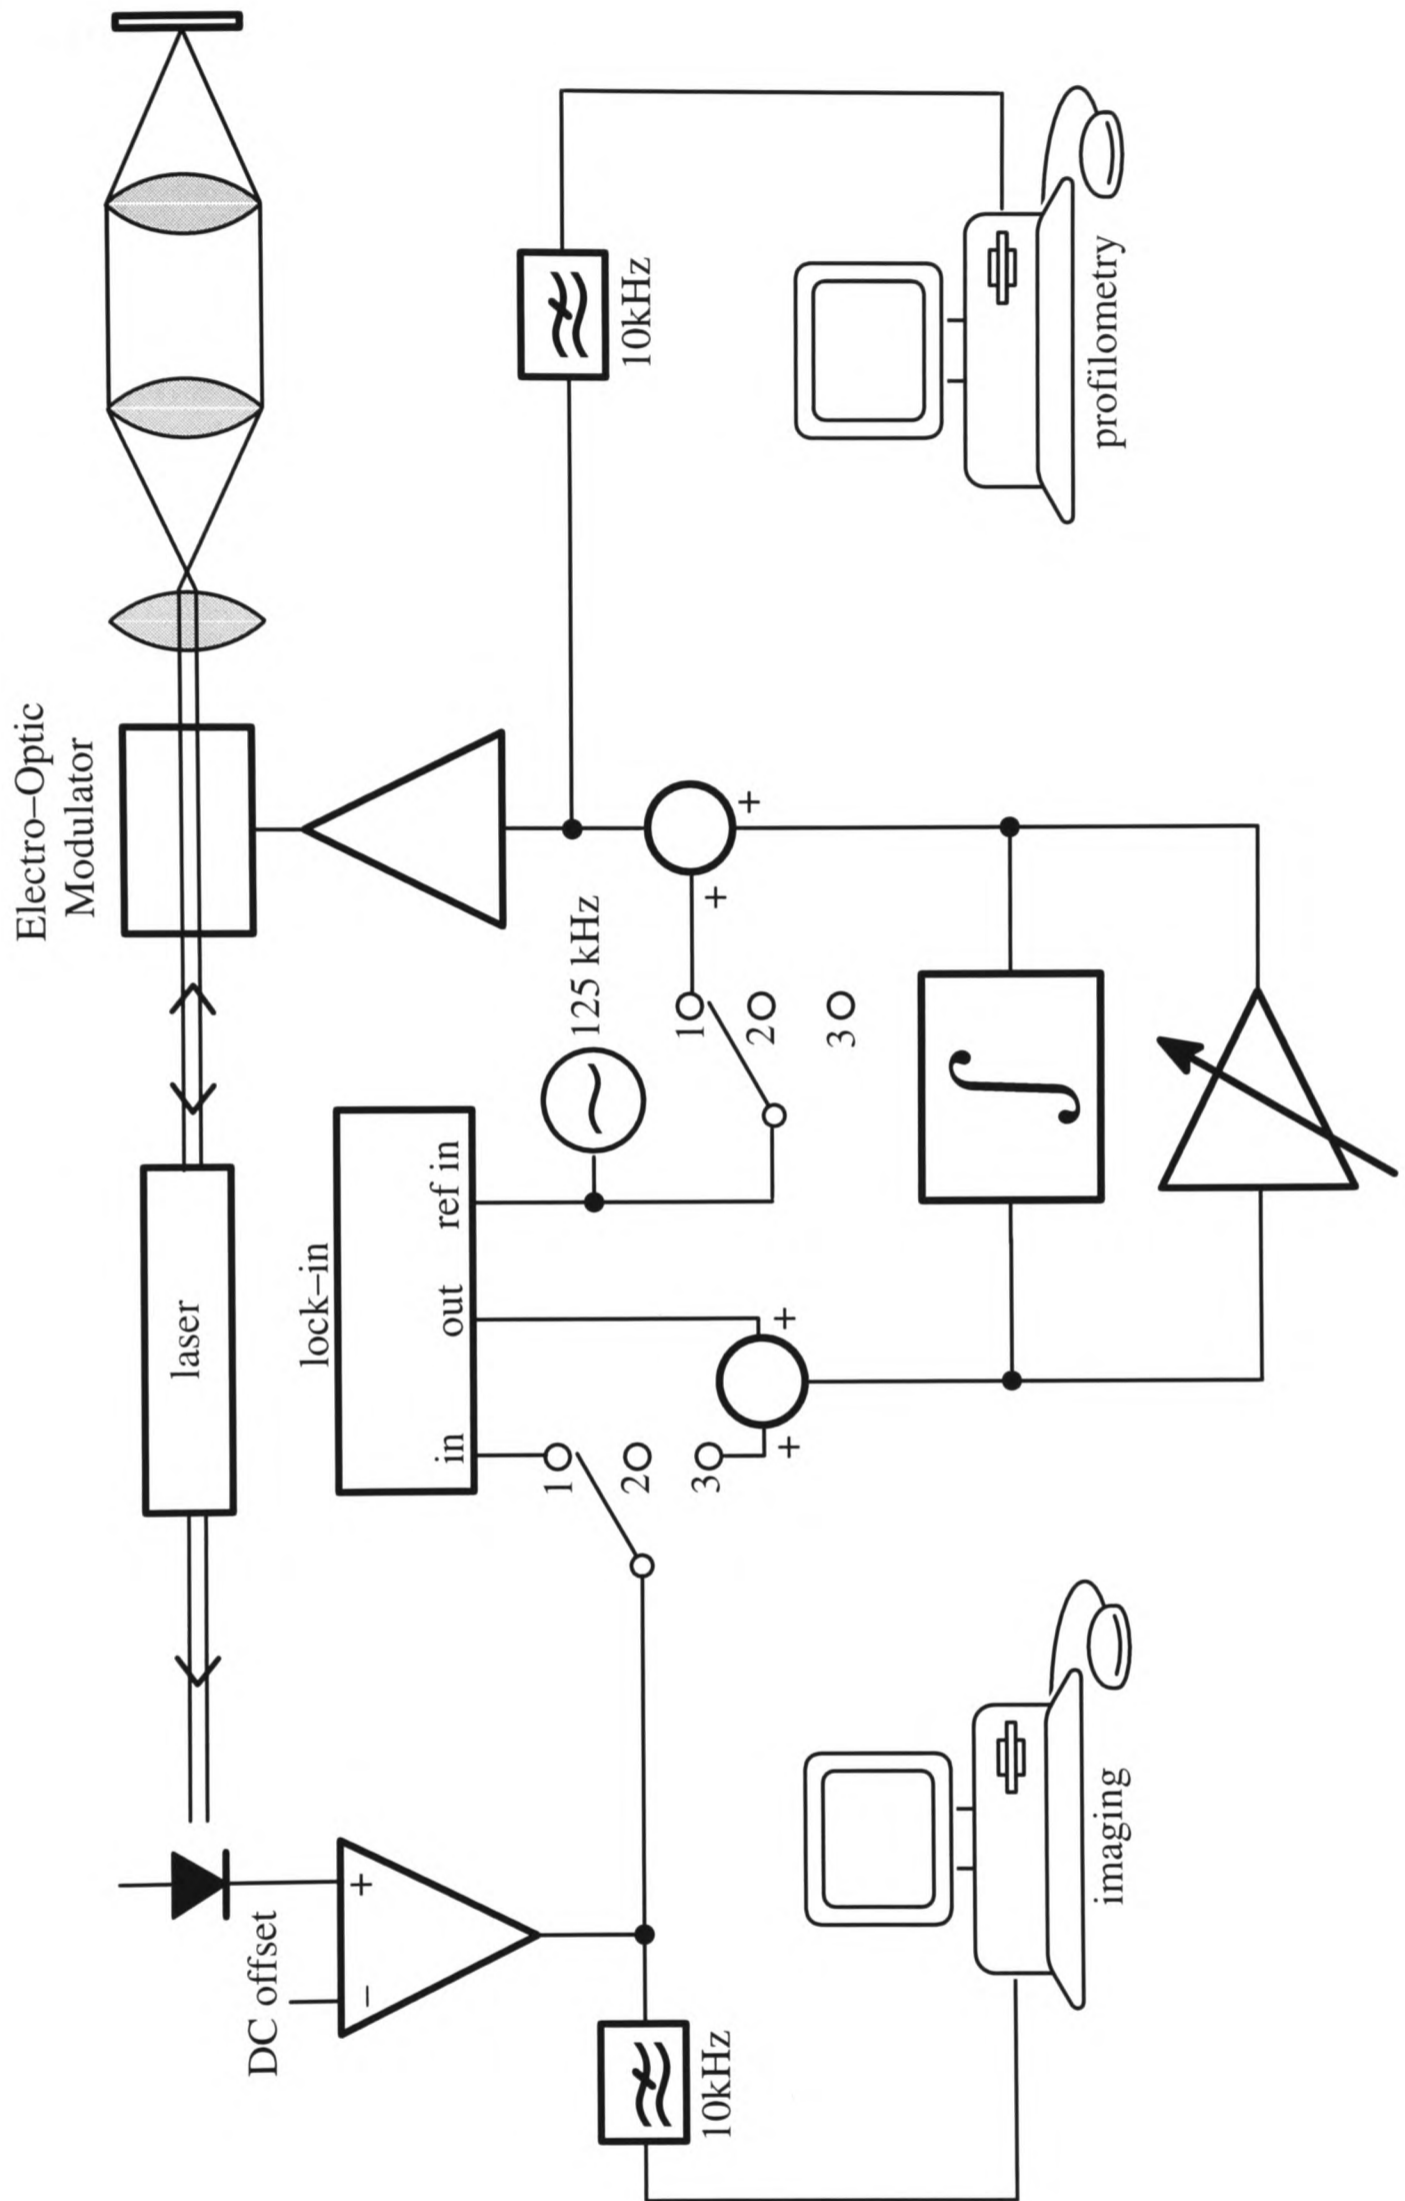 Electro–Optic
Modulator
laser
DC offset
+
−
10kHz
imaging
lock–in
in
out
ref in
1
2
3
+
+
125 kHz
1
2
3
∫
+
+
10kHz
profilometry